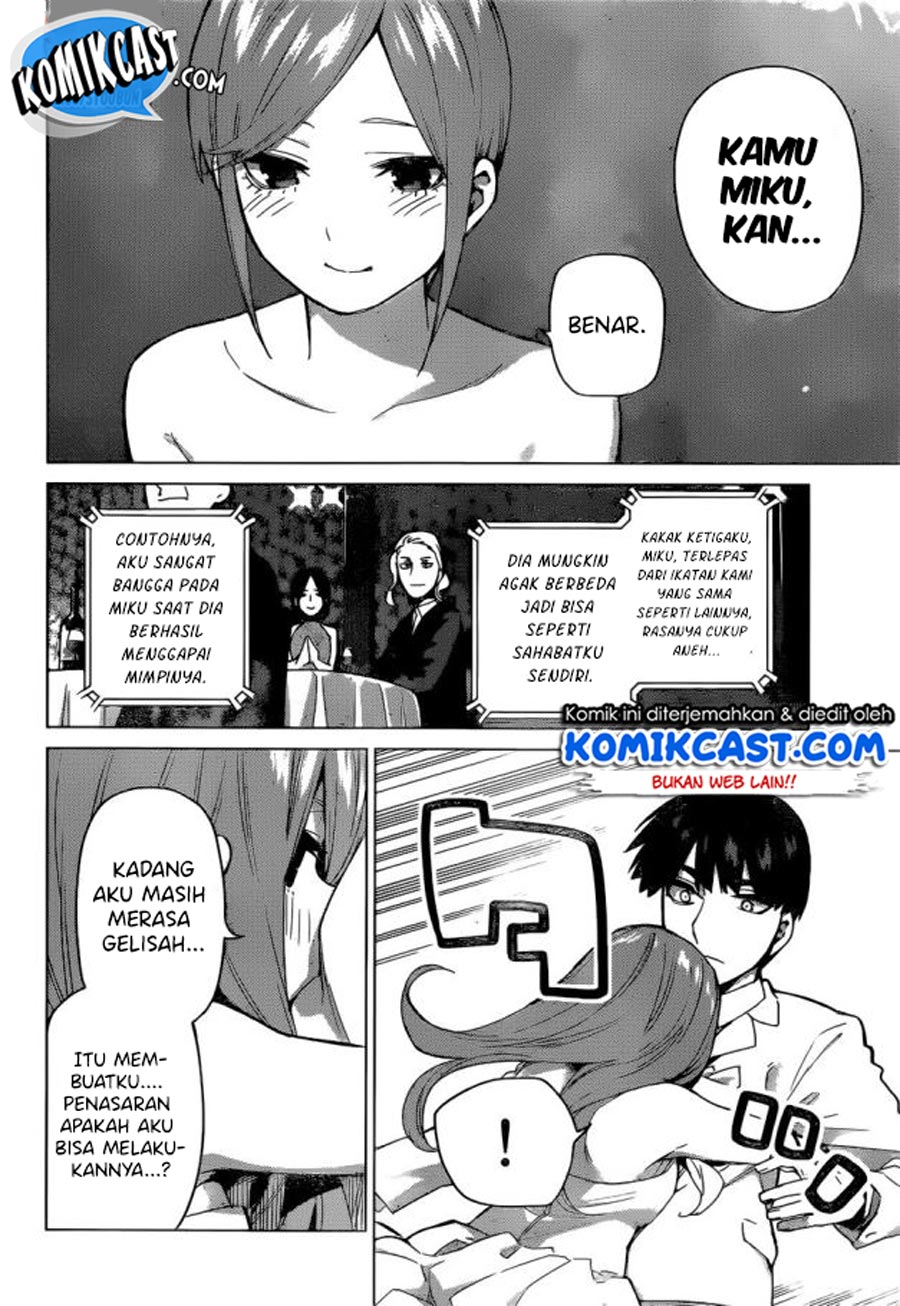 KOMIKCAST
.COM
KAMU
MIKU,
KAN...
BENAR.
KAKAK KETIGAKU,
MIKU, TERLEPAS
DARI IKATAN KAMI
YANG SAMA
SEPERTI LAINNYA,
RASANYA CUKUP
ANEH...
DIA MUNGKIN
AGAK BERBEDA
JADI BISA
SEPERTI
SAHABATKU
SENDIRI.
CONTOHNYA,
AKU SANGAT
BANGGA PADA
MIKU SAAT DIA
BERHASIL
MENGGAPAI
MIMPINYA.
Komik ini diterjemahkan & diedit oleh
KOMIKCAST.COM
BUKAN WEB LAIN!!
!
KADANG
AKU MASIH
MERASA
GELISAH...
ITU MEM-
BUATKU....
PENASARAN
APAKAH AKU
BISA MELAKU-
KANNYA...?